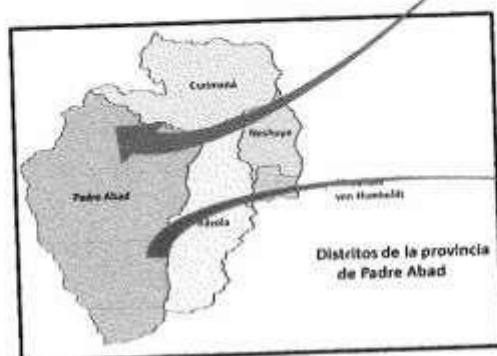 Curimaná
Neshuya
Padre Abad
von Humboldt
Distritos de la provincia
de Padre Abad